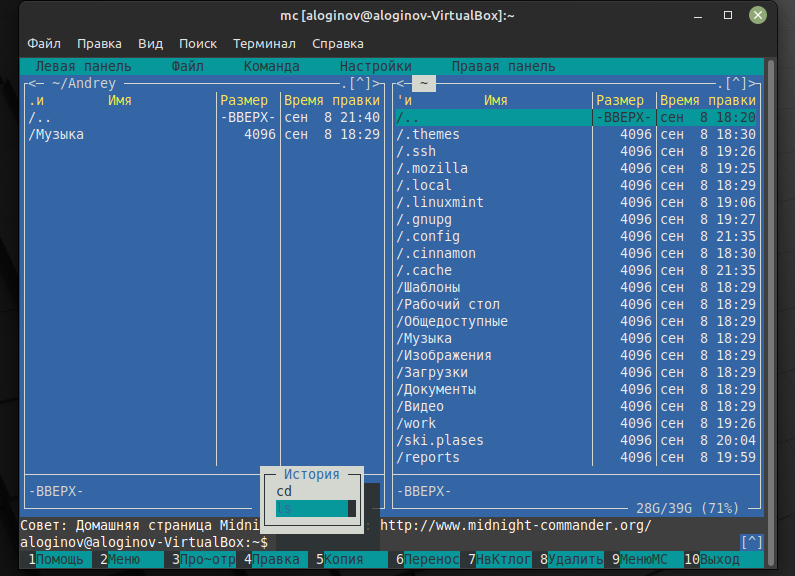 mc [aloginov@aloginov-VirtualBox]:~
Файл Правка Вид Поиск Терминал Справка
Левая панель Файл Команда Настройки Правая панель
<— ~/Andrey .[^]>
.и Имя Размер Время правки
/.. -ВВЕРХ- сен 8 21:40
/Музыка 4096 сен 8 18:29
-ВВЕРХ-
<— ~ .[^]>
'и Имя Размер Время правки
/.. -ВВЕРХ- сен 8 18:20
/.themes 4096 сен 8 18:30
/.ssh 4096 сен 8 19:26
/.mozilla 4096 сен 8 19:25
/.local 4096 сен 8 18:29
/.linuxmint 4096 сен 8 19:06
/.gnupg 4096 сен 8 19:27
/.config 4096 сен 8 21:35
/.cinnamon 4096 сен 8 18:30
/.cache 4096 сен 8 21:35
/Шаблоны 4096 сен 8 18:29
/Рабочий стол 4096 сен 8 18:29
/Общедоступные 4096 сен 8 18:29
/Музыка 4096 сен 8 18:29
/Изображения 4096 сен 8 18:29
/Загрузки 4096 сен 8 18:29
/Документы 4096 сен 8 18:29
/Видео 4096 сен 8 18:29
/work 4096 сен 8 19:26
/ski.plases 4096 сен 8 20:04
/reports 4096 сен 8 19:59
-ВВЕРХ-
28G/39G (71%)
История
cd
ls
Совет: Домашняя страница Midni : http://www.midnight-commander.org/
aloginov@aloginov-VirtualBox:~$ [^]
1Помощь 2Меню 3Про~отр 4Правка 5Копия 6Перенос 7НвКтлог 8Удалить 9МенюМС 10Выход